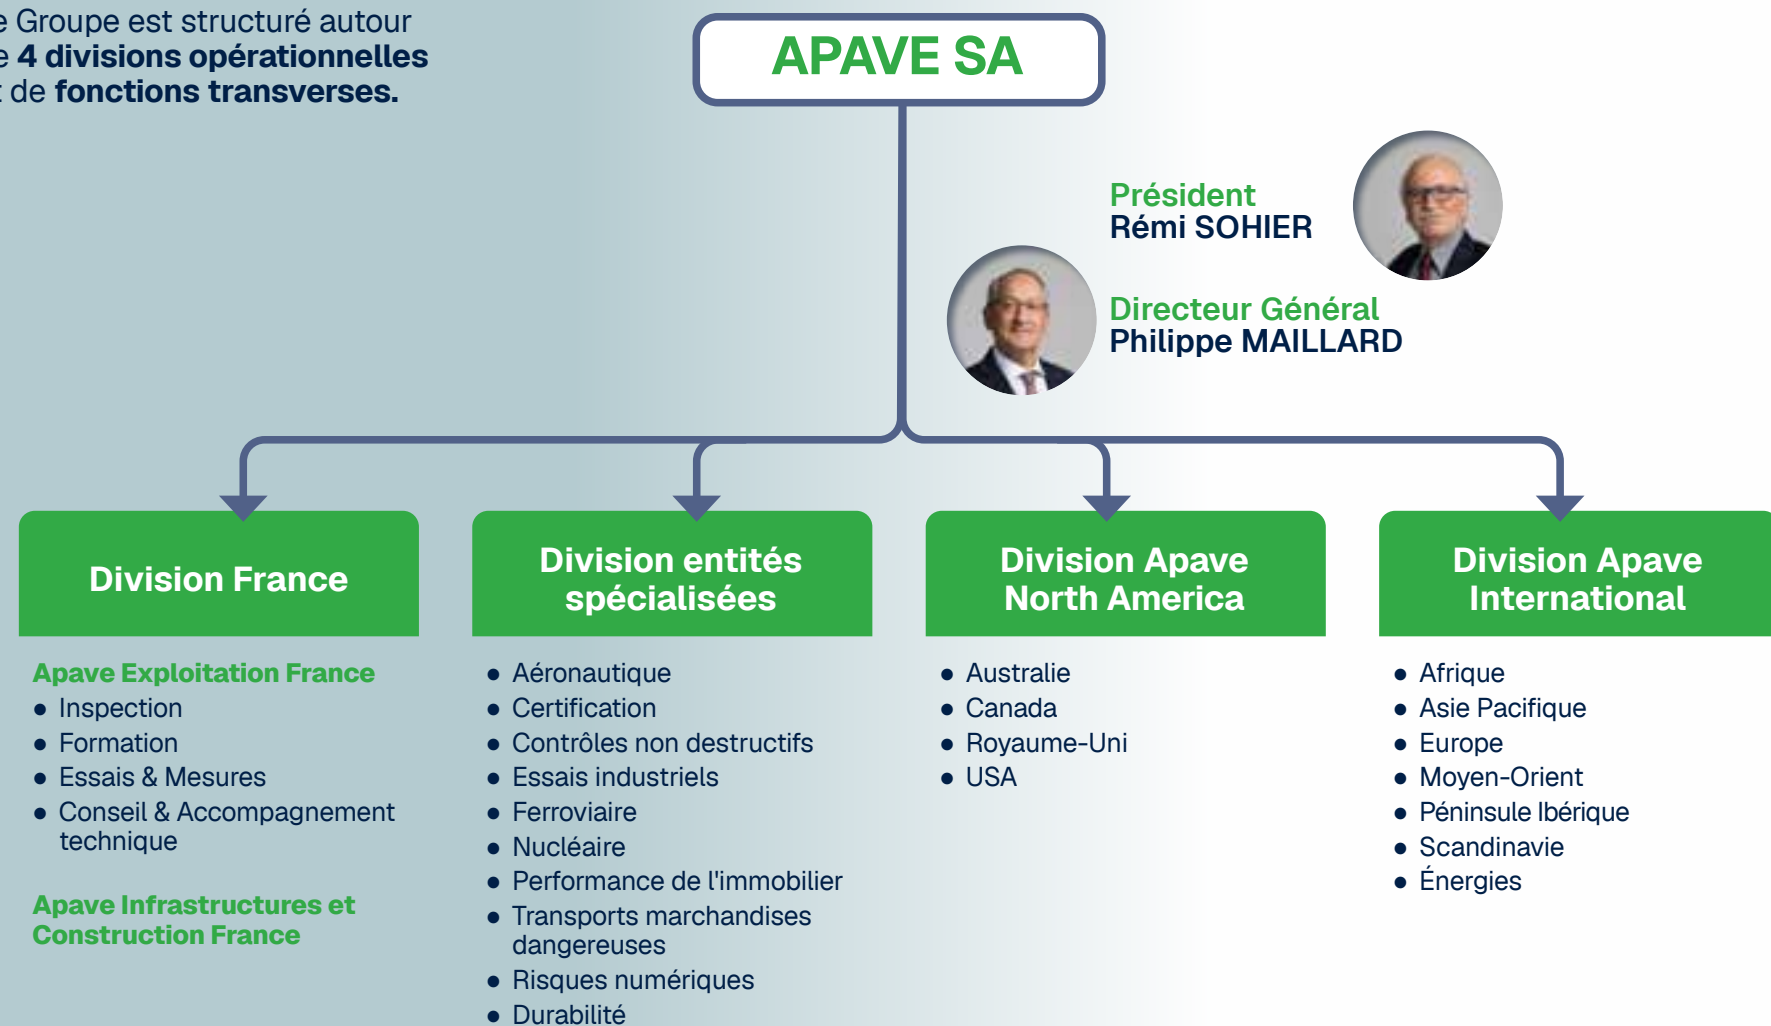 e Groupe est structuré autour
e 4 divisions opérationnelles
t de fonctions transverses.
APAVE SA
Président
Rémi SOHIER
Directeur Général
Philippe MAILLARD
Division France
Apave Exploitation France
● Inspection
● Formation
● Essais & Mesures
● Conseil & Accompagnement
technique
Apave Infrastructures et
Construction France
Division entités
spécialisées
● Aéronautique
● Certification
● Contrôles non destructifs
● Essais industriels
● Ferroviaire
● Nucléaire
● Performance de l'immobilier
● Transports marchandises
dangereuses
● Risques numériques
● Durabilité
Division Apave
North America
● Australie
● Canada
● Royaume-Uni
● USA
Division Apave
International
● Afrique
● Asie Pacifique
● Europe
● Moyen-Orient
● Péninsule Ibérique
● Scandinavie
● Énergies